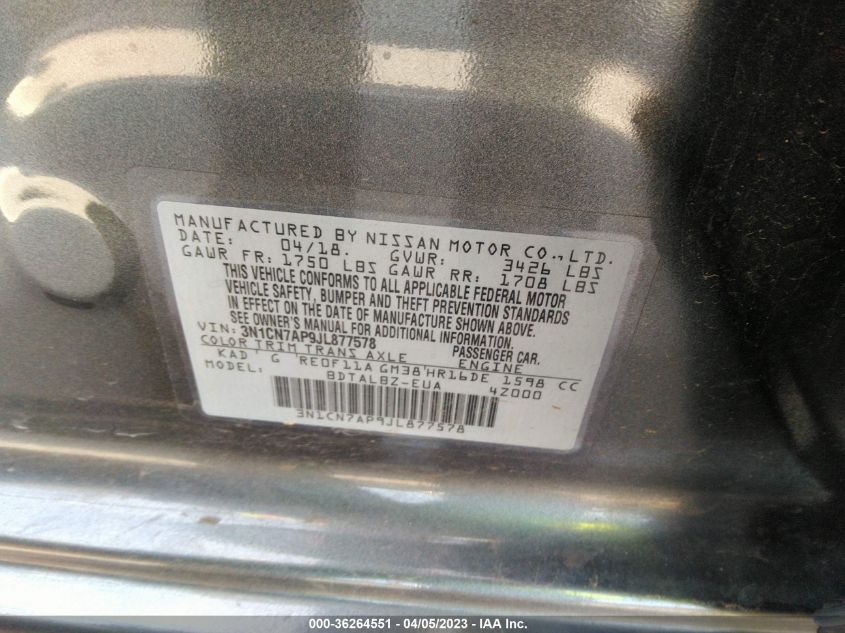 MANUFACTURED BY NISSAN MOTOR CO.,LTD.
DATE: 04/18. GVWR: 3426 LBS
GAWR FR: 1750 LBS GAWR RR: 1708 LBS
THIS VEHICLE CONFORMS TO ALL APPLICABLE FEDERAL MOTOR
VEHICLE SAFETY, BUMPER AND THEFT PREVENTION STANDARDS
IN EFFECT ON THE DATE OF MANUFACTURE SHOWN ABOVE.
SEE OWNER'S MANUAL FOR ADDITIONAL INFORMATION.
VIN: 3N1CN7AP9JL877578 PASSENGER CAR.
COLOR TRIM TRANS AXLE ENGINE
KAD ' G 'RE0F11A GM38'HR16DE 1598 CC
MODEL: BDTALBZ-EUA 4Z000
3N1CN7AP9JL877578
000-36264551 - 04/05/2023 - IAA Inc.